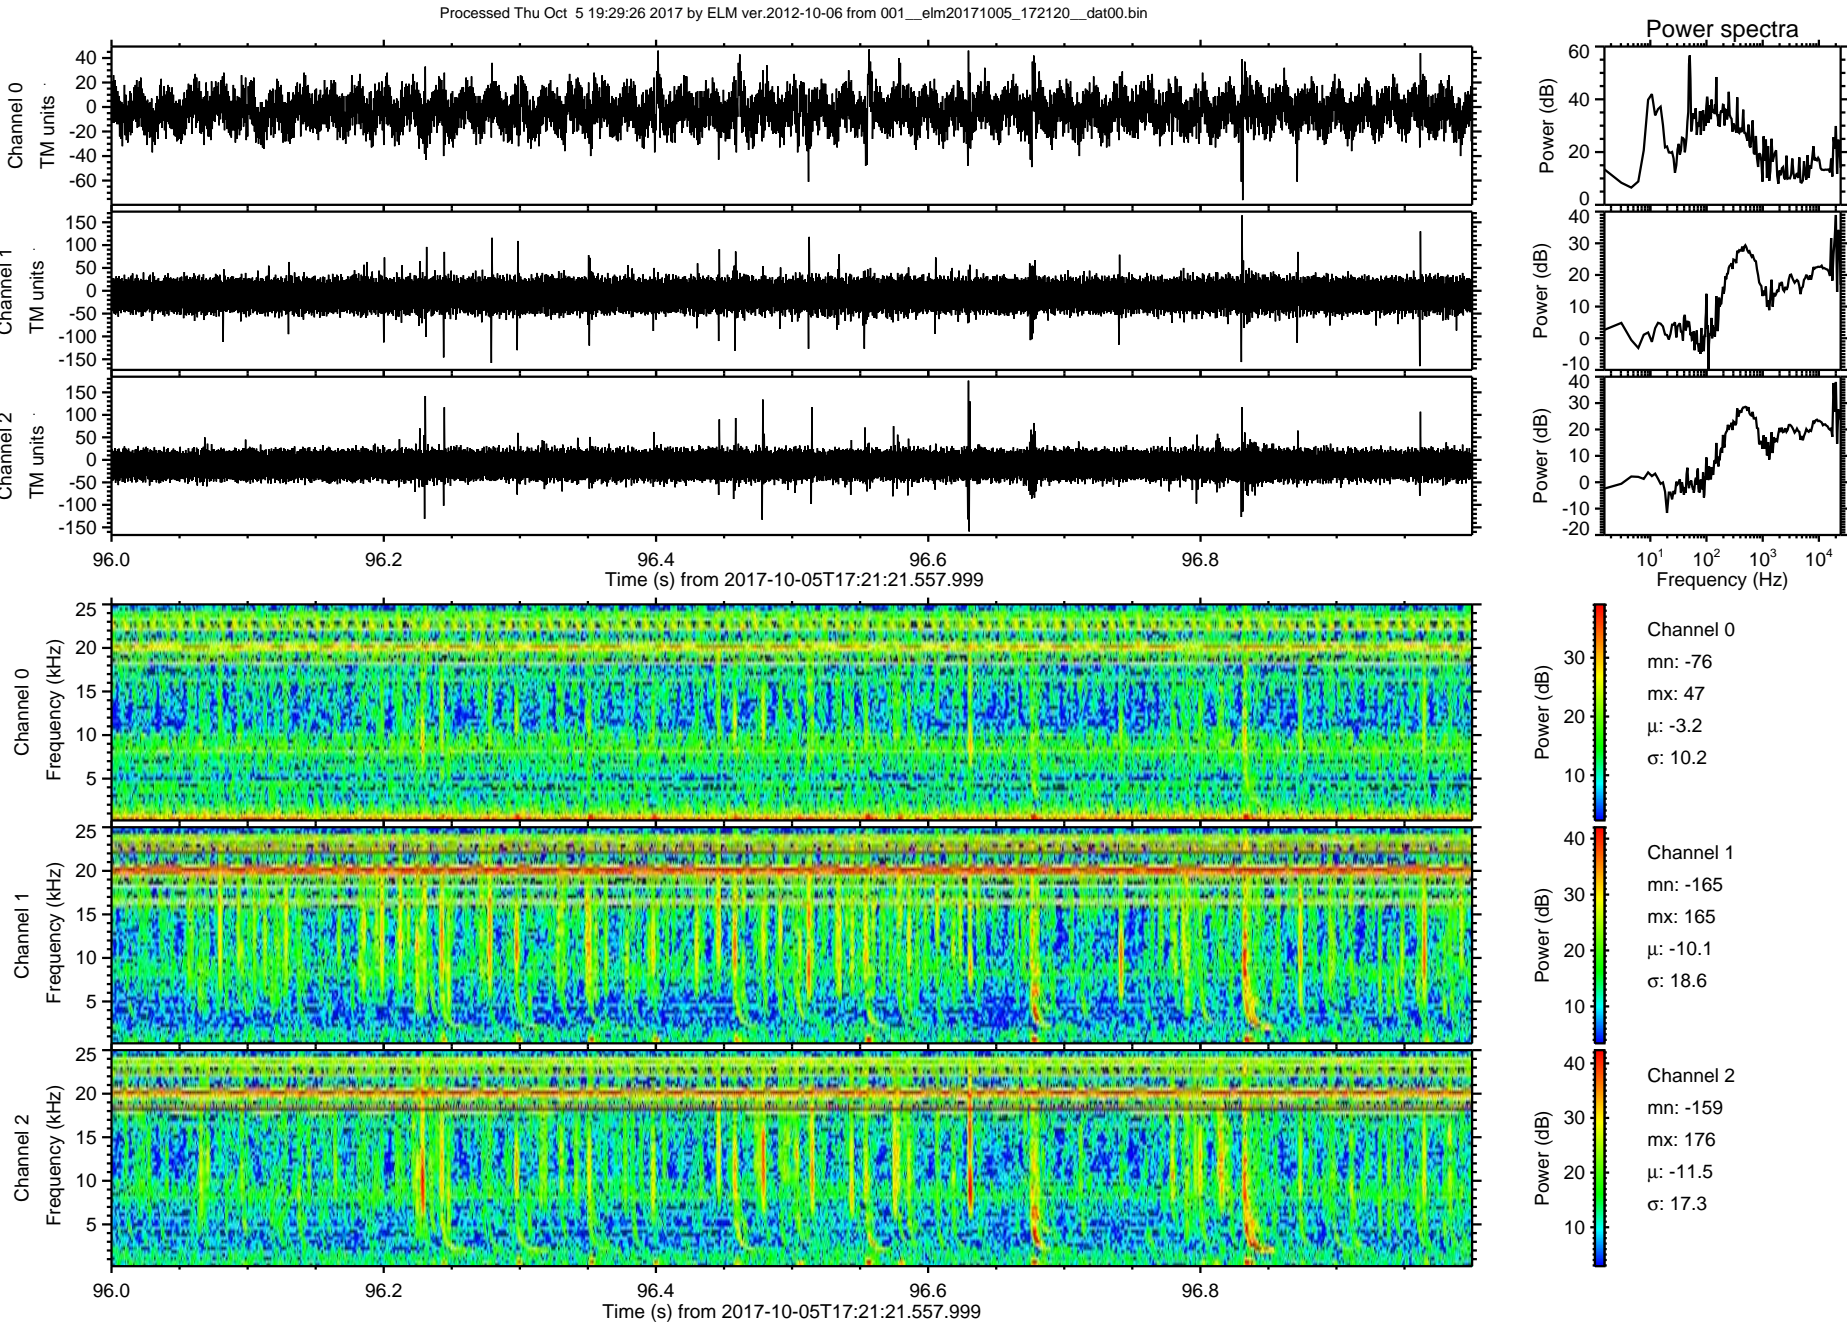 Processed Thu Oct 5 19:29:26 2017 by ELM ver.2012-10-06 from 001__elm20171005_172120__dat00.bin
Power spectra
Channel 0
TM units
40
20
0
-20
-40
-60
Power (dB)
60
40
20
0
Channel 1
TM units
150
100
50
0
-50
-100
-150
Power (dB)
40
30
20
10
0
-10
Channel 2
TM units
150
100
50
0
-50
-100
-150
Power (dB)
40
30
20
10
0
-10
-20
96.0 96.2 96.4 96.6 96.8
Time (s) from 2017-10-05T17:21:21.557.999
10^1 10^2 10^3 10^4
Frequency (Hz)
Channel 0
Frequency (kHz)
25
20
15
10
5
Power (dB)
30
20
10
Channel 0
mn: -76
mx: 47
μ: -3.2
σ: 10.2
Channel 1
Frequency (kHz)
25
20
15
10
5
Power (dB)
40
30
20
10
Channel 1
mn: -165
mx: 165
μ: -10.1
σ: 18.6
Channel 2
Frequency (kHz)
25
20
15
10
5
Power (dB)
40
30
20
10
Channel 2
mn: -159
mx: 176
μ: -11.5
σ: 17.3
96.0 96.2 96.4 96.6 96.8
Time (s) from 2017-10-05T17:21:21.557.999